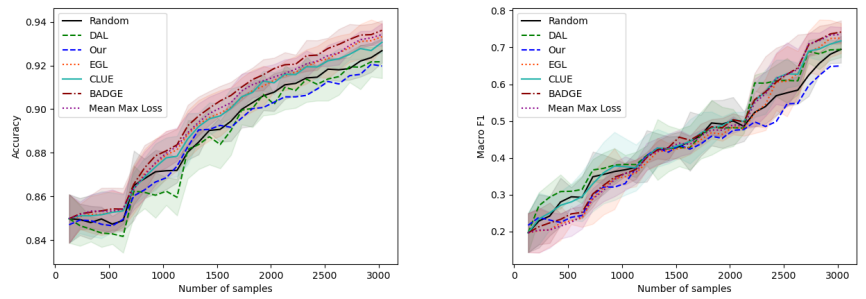 0.94
0.92
0.90
0.88
0.86
0.84
Accuracy
Random
DAL
Our
EGL
CLUE
BADGE
Mean Max Loss
0 500 1000 1500 2000 2500 3000
Number of samples
0.8
0.7
0.6
0.5
0.4
0.3
0.2
Macro F1
Random
DAL
Our
EGL
CLUE
BADGE
Mean Max Loss
0 500 1000 1500 2000 2500 3000
Number of samples